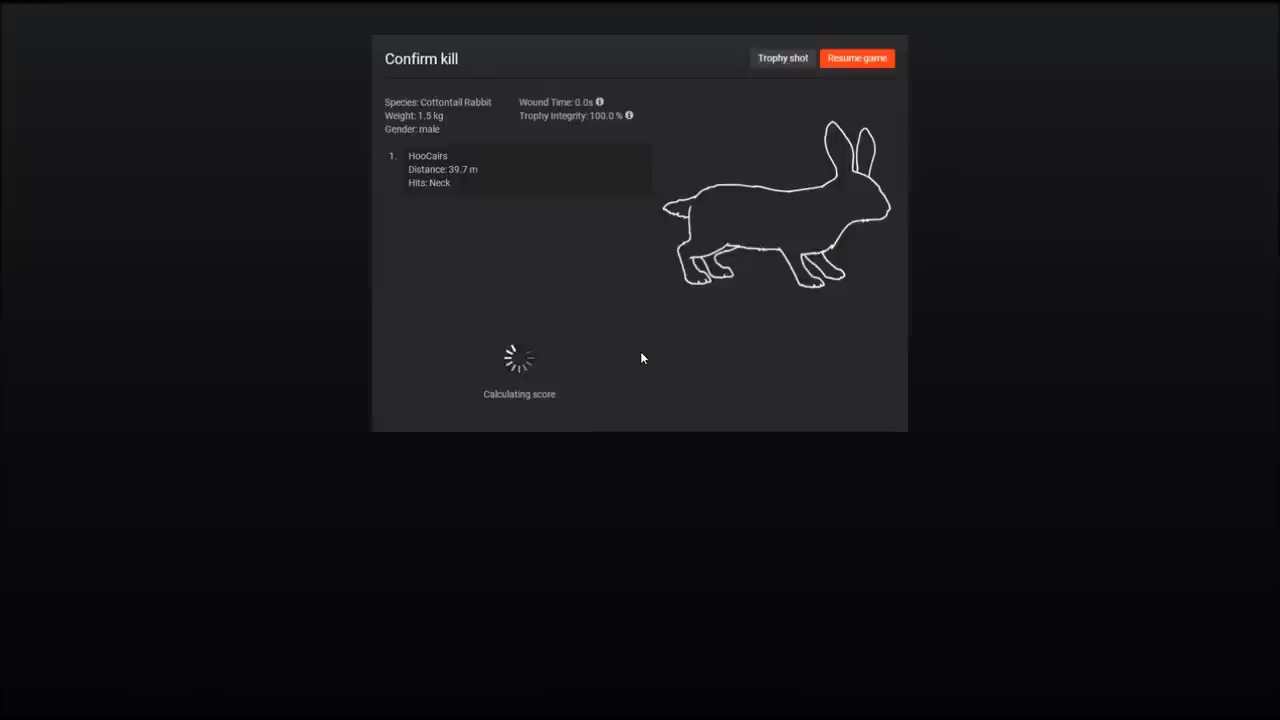 Confirm kill
Trophy shot
Resume game
Species: Cottontail Rabbit
Weight: 1.5 kg
Gender: male
Wound Time: 0.0s
Trophy Integrity: 100.0 %
1.
HooCairs
Distance: 39.7 m
Hits: Neck
Calculating score